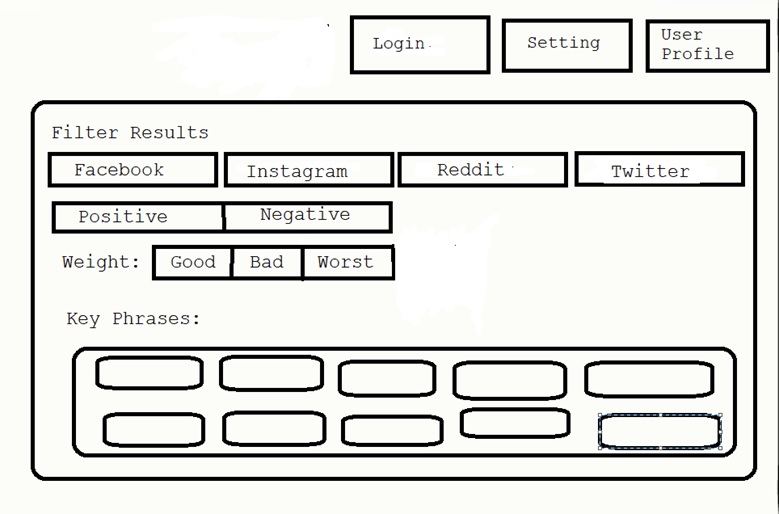 Login
Setting
User
Profile
Filter Results
Facebook
Instagram
Reddit
Twitter
Positive
Negative
Weight:
Good
Bad
Worst
Key Phrases: